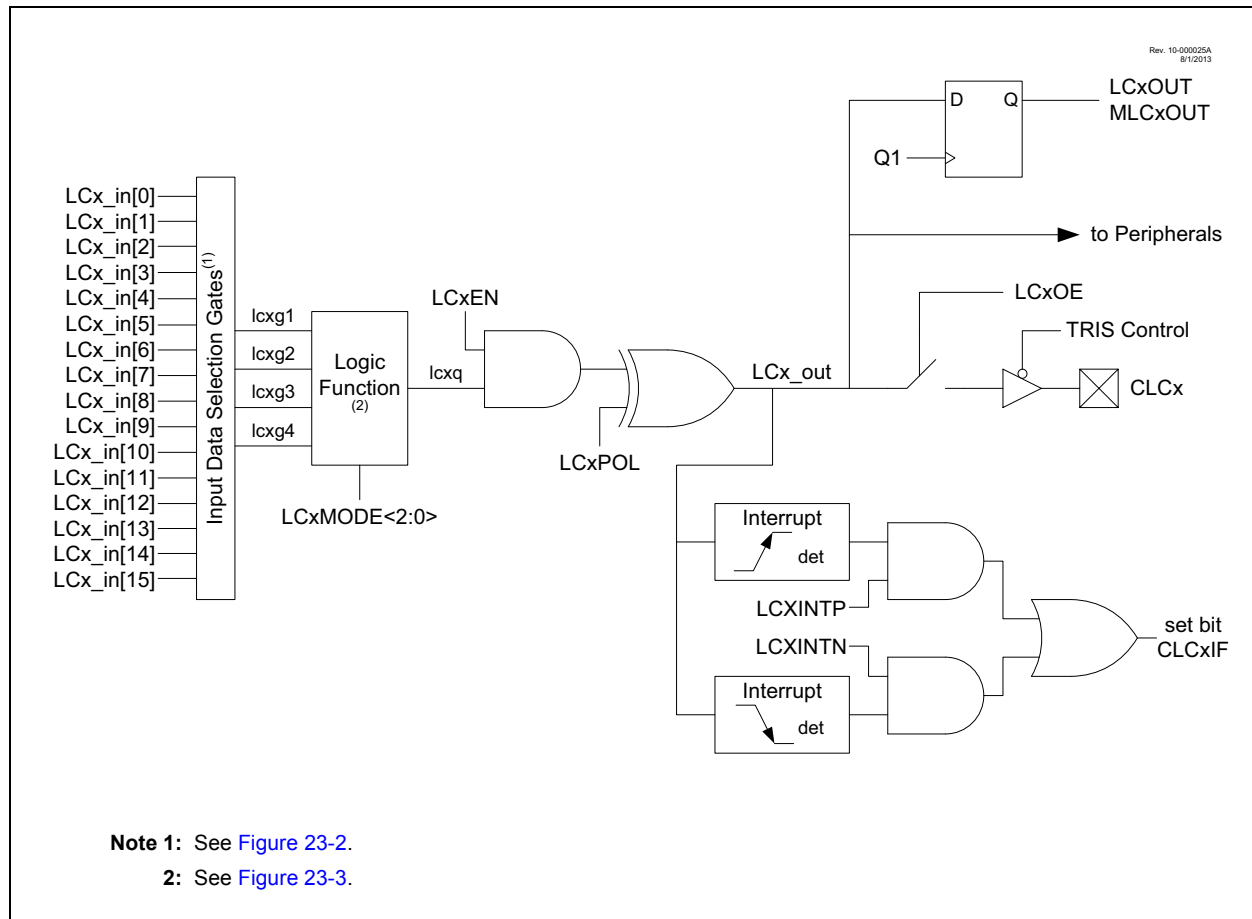 Rev. 10-000025A
8/1/2013
LCxOUT
MLCxOUT
D Q
Q1
to Peripherals
LCxOE
TRIS Control
CLCx
LCx_in[0]
LCx_in[1]
LCx_in[2]
LCx_in[3]
LCx_in[4]
LCx_in[5]
LCx_in[6]
LCx_in[7]
LCx_in[8]
LCx_in[9]
LCx_in[10]
LCx_in[11]
LCx_in[12]
LCx_in[13]
LCx_in[14]
LCx_in[15]
Input Data Selection Gates(1)
lcxg1
lcxg2
lcxg3
lcxg4
Logic
Function
(2)
LCxMODE<2:0>
lcxq
LCxEN
LCxPOL
LCx_out
Interrupt
det
LCXINTP
LCXINTN
Interrupt
det
set bit
CLCxIF
Note 1: See Figure 23-2.
2: See Figure 23-3.